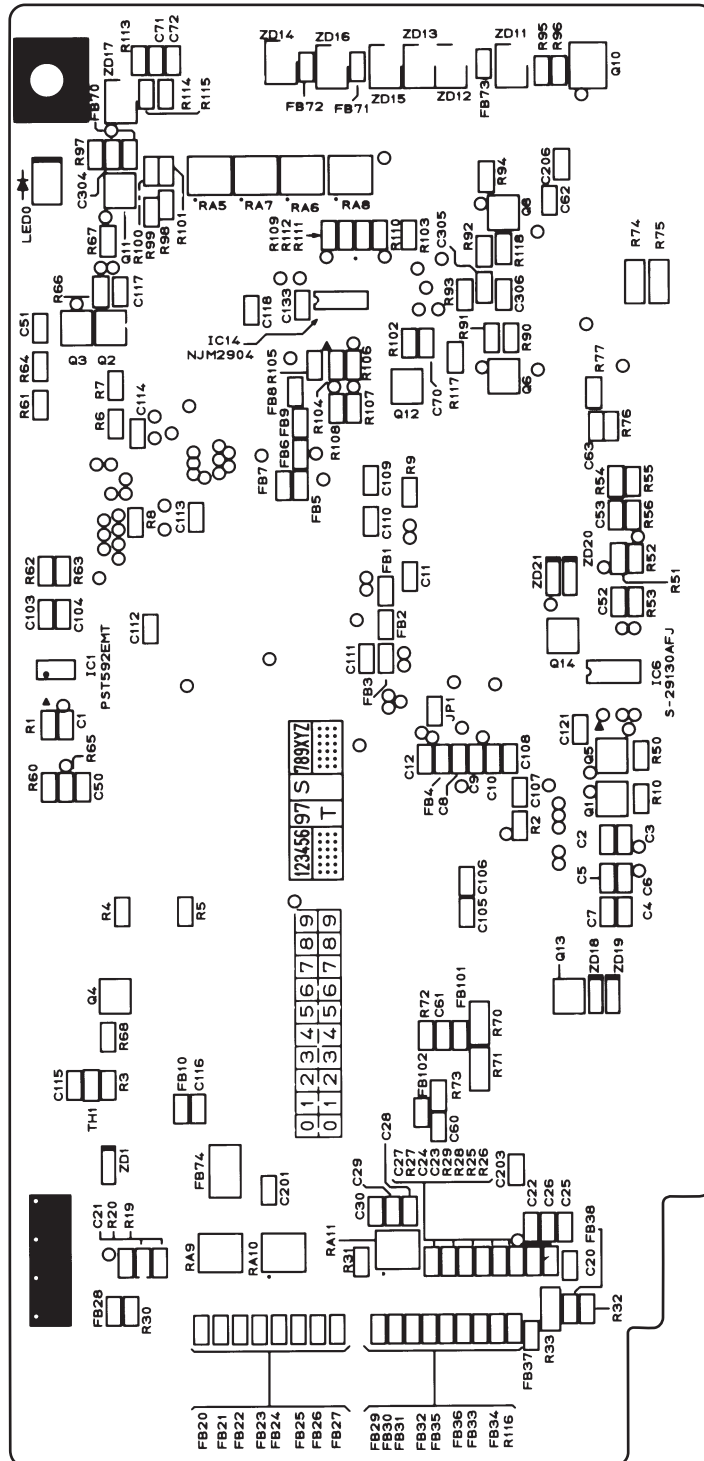 R113
C71
C72
ZD17
FB70
R114
R115
R97
C304
LED0
Q11
R100
R99
R98
R101
R67
R66
C117
C51
Q3
Q2
R64
R7
R61
R6
C114
ZD14
ZD16
ZD13
ZD11
R95
R96
Q10
FB72
FB71
ZD15
ZD12
FB73
RA5
RA7
RA6
RA8
R109
R112
R111
R110
R103
R94
C206
C62
Q8
R92
C305
R118
R93
C306
R74
R75
C118
C133
IC14
NJM2904
R102
R91
R90
C70
R117
Q12
Q6
R77
R76
C63
R105
R106
FB8
R104
R107
FB9
R108
FB6
FB7
FB5
C109
R9
C110
R8
C113
R54
R55
C53
R56
ZD20
ZD21
R52
R51
C52
R53
R62
R63
C103
C104
C112
FB1
C11
FB2
C111
FB3
Q14
IC6
S-29130AFJ
IC1
PST592EMT
R1
C1
R65
R60
C50
JP1
C121
Q5
R50
C12
C108
FB4
C8
C9
C10
C107
R2
Q1
R10
C2
C3
C5
C6
C7
C4
123456 97 S 789XYZ
T
C106
C105
R4
R5
0 1 2 3 4 5 6 7 8 9
0 1 2 3 4 5 6 7 8 9
Q13
ZD18
ZD19
Q4
R68
C115
R3
TH1
FB10
C116
R72
C61
FB101
R70
FB102
R71
R73
C60
ZD1
FB74
C201
C28
C29
C30
C27
R27
C24
C23
R29
R28
R25
R26
C203
C22
C26
C25
FB38
C21
R20
R19
RA9
RA10
RA11
R31
C20
FB28
R30
R32
R33
FB37
FB20
FB21
FB22
FB23
FB24
FB25
FB26
FB27
FB29
FB30
FB31
FB32
FB35
FB36
FB33
FB34
R116